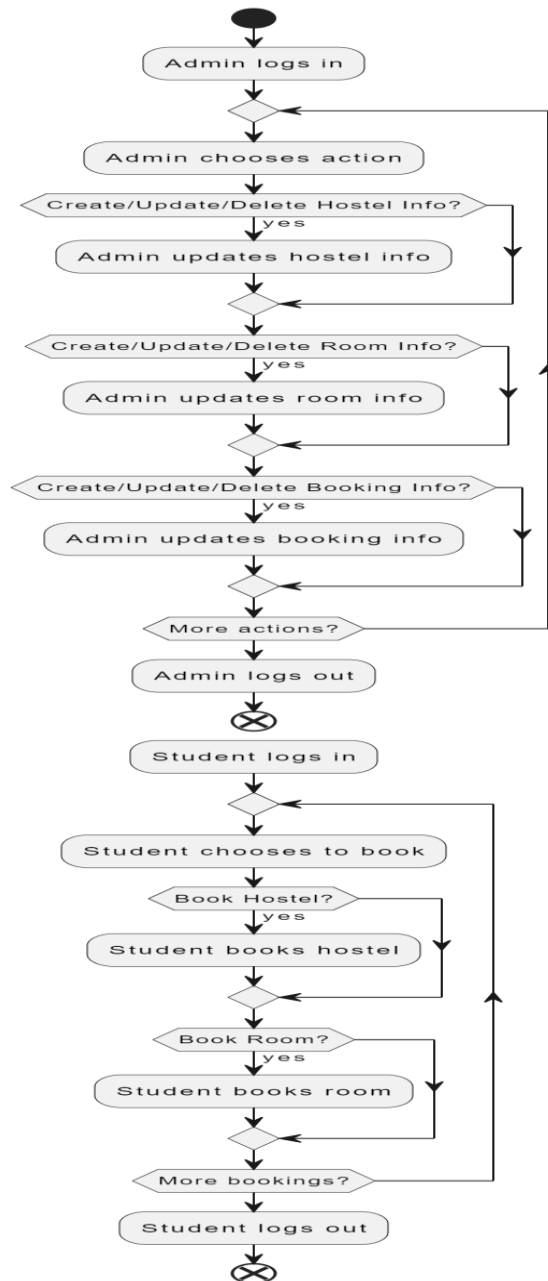 Admin logs in
Admin chooses action
Create/Update/Delete Hostel Info?
yes
Admin updates hostel info
Create/Update/Delete Room Info?
yes
Admin updates room info
Create/Update/Delete Booking Info?
yes
Admin updates booking info
More actions?
Admin logs out
Student logs in
Student chooses to book
Book Hostel?
yes
Student books hostel
Book Room?
yes
Student books room
More bookings?
Student logs out